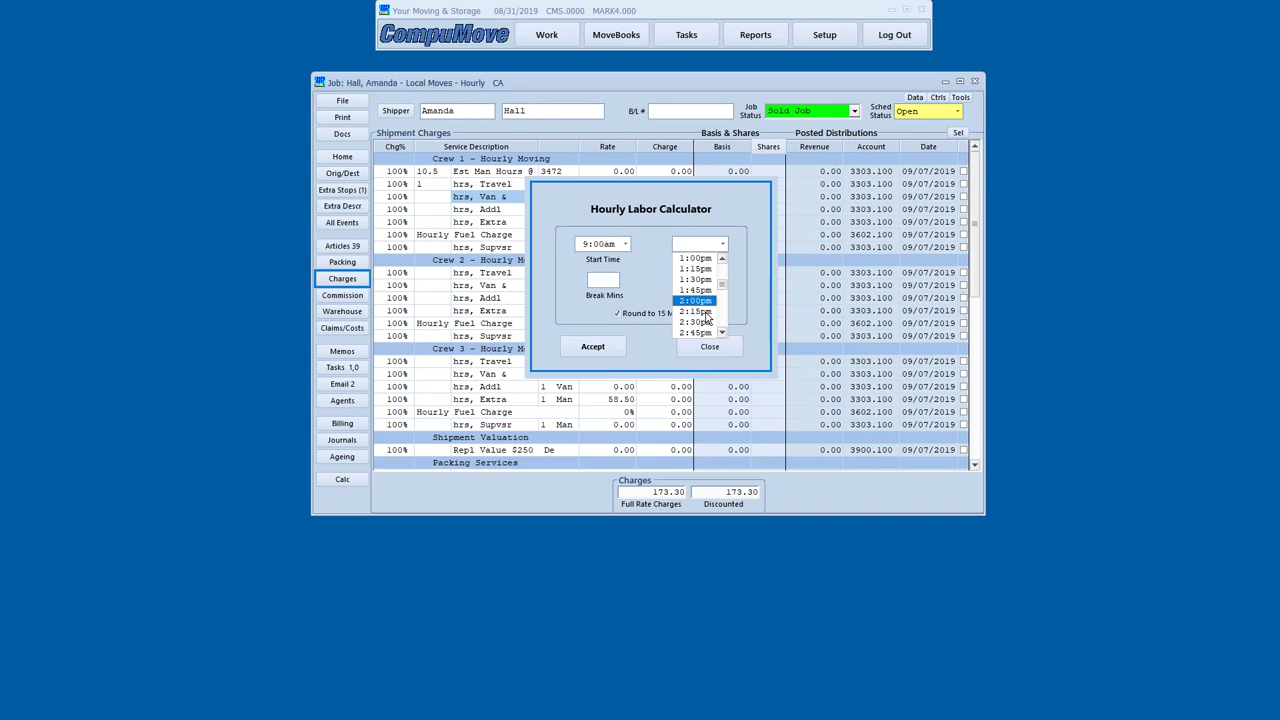 Your Moving & Storage 08/31/2019 CMS.0000 MARK4.000
CompuMove Work MoveBooks Tasks Reports Setup Log Out
Job: Hall, Amanda - Local Moves - Hourly CA
File
Print
Docs
Home
Orig/Dest
Extra Stops (1)
Extra Descr
All Events
Articles 39
Packing
Charges
Commission
Warehouse
Claims/Costs
Memos
Tasks 1,0
Email 2
Agents
Billing
Journals
Ageing
Calc
Data Ctrls Tools
Shipper Amanda Hall B/L# Job Status Sold Job Sched Status Open
Shipment Charges Basis & Shares Posted Distributions Sel
Chg% Service Description Rate Charge Basis Shares Revenue Account Date
Crew 1 - Hourly Moving
100% 10.5 Est Man Hours @ 3472 0.00 0.00 0.00 0.00 3303.100 09/07/2019
100% 1 hrs, Travel 0.00 3303.100 09/07/2019
100% hrs, Van & 0.00 3303.100 09/07/2019
100% hrs, Addl 0.00 3303.100 09/07/2019
100% hrs, Extra 0.00 3303.100 09/07/2019
100% Hourly Fuel Charge 0.00 3602.100 09/07/2019
100% hrs, Supvsr 0.00 3303.100 09/07/2019
Crew 2 - Hourly M
100% hrs, Travel 0.00 3303.100 09/07/2019
100% hrs, Van & 0.00 3303.100 09/07/2019
100% hrs, Addl 0.00 3303.100 09/07/2019
100% hrs, Extra 0.00 3303.100 09/07/2019
100% Hourly Fuel Charge 0.00 3602.100 09/07/2019
100% hrs, Supvsr 0.00 3303.100 09/07/2019
Crew 3 - Hourly M
100% hrs, Travel 0.00 3303.100 09/07/2019
100% hrs, Van & 0.00 3303.100 09/07/2019
100% hrs, Addl 1 Van 0.00 0.00 0.00 0.00 3303.100 09/07/2019
100% hrs, Extra 1 Man 58.50 0.00 0.00 0.00 3303.100 09/07/2019
100% Hourly Fuel Charge 0% 0.00 0.00 0.00 3602.100 09/07/2019
100% hrs, Supvsr 1 Man 0.00 0.00 0.00 0.00 3303.100 09/07/2019
Shipment Valuation
100% Repl Value $250 De 0.00 0.00 0.00 0.00 3900.100 09/07/2019
Packing Services
Hourly Labor Calculator
9:00am
Start Time
Break Mins
Round to 15 M
1:00pm
1:15pm
1:30pm
1:45pm
2:00pm
2:15pm
2:30pm
2:45pm
Accept Close
Charges
173.30 173.30
Full Rate Charges Discounted